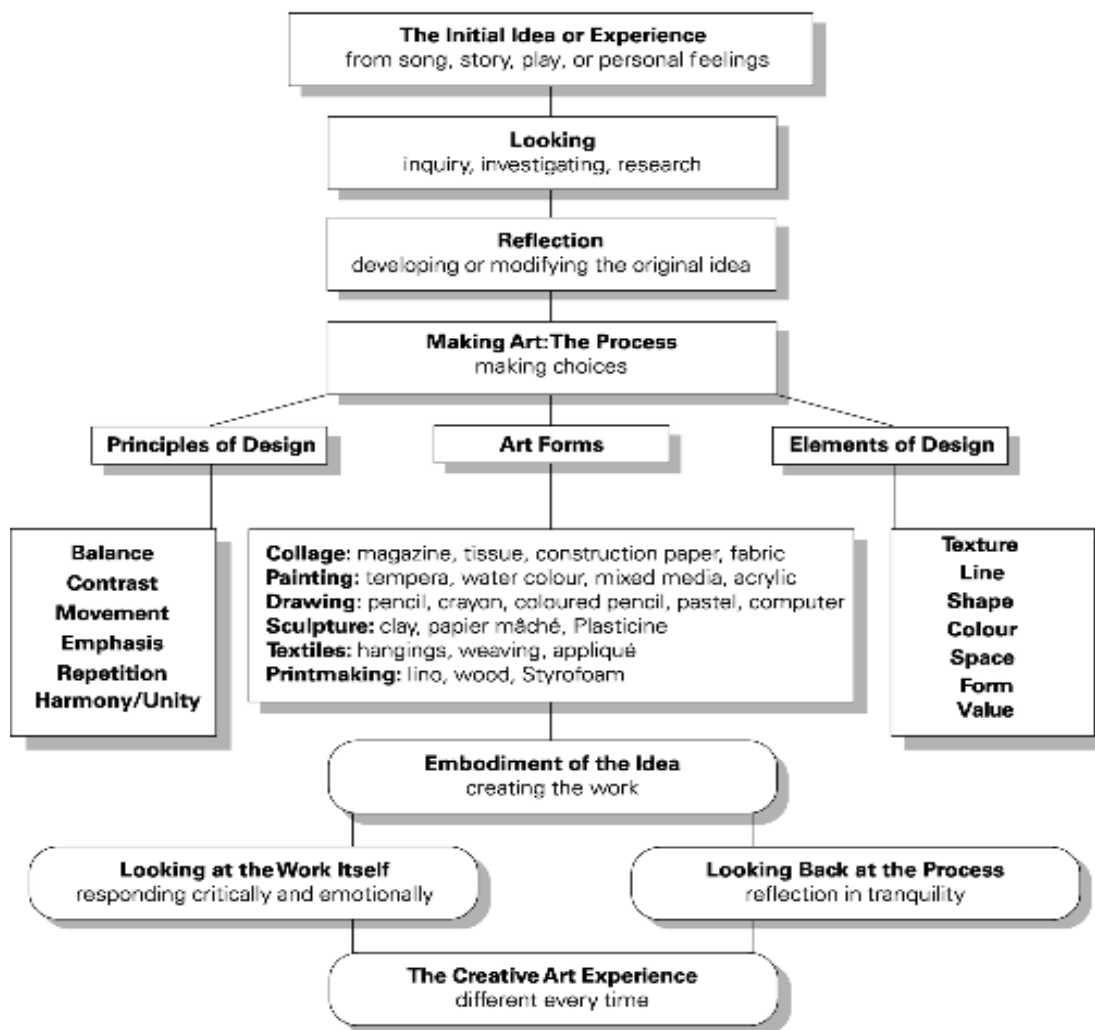 The Initial Idea or Experience
from song, story, play, or personal feelings
Looking
inquiry, investigating, research
Reflection
developing or modifying the original idea
Making Art: The Process
making choices
Principles of Design
Art Forms
Elements of Design
Balance
Contrast
Movement
Emphasis
Repetition
Harmony/Unity
Collage: magazine, tissue, construction paper, fabric
Painting: tempera, water colour, mixed media, acrylic
Drawing: pencil, crayon, coloured pencil, pastel, computer
Sculpture: clay, papier mâché, Plasticine
Textiles: hangings, weaving, appliqué
Printmaking: lino, wood, Styrofoam
Texture
Line
Shape
Colour
Space
Form
Value
Embodiment of the Idea
creating the work
Looking at the Work Itself
responding critically and emotionally
Looking Back at the Process
reflection in tranquility
The Creative Art Experience
different every time